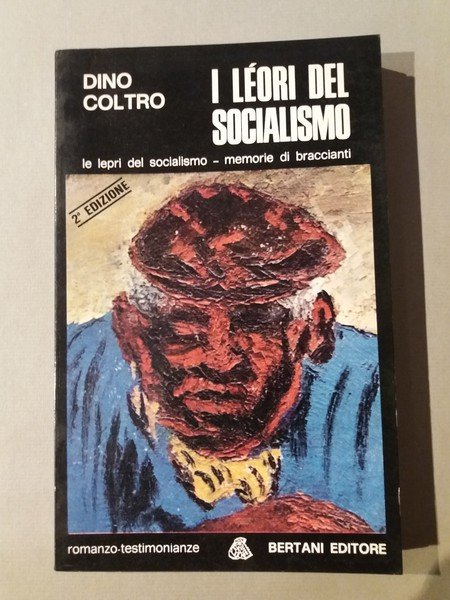 DINO
COLTRO
I LÉORI DEL
SOCIALISMO
le lepri del socialismo - memorie di braccianti
2ª EDIZIONE
romanzo-testimonianze
BERTANI EDITORE